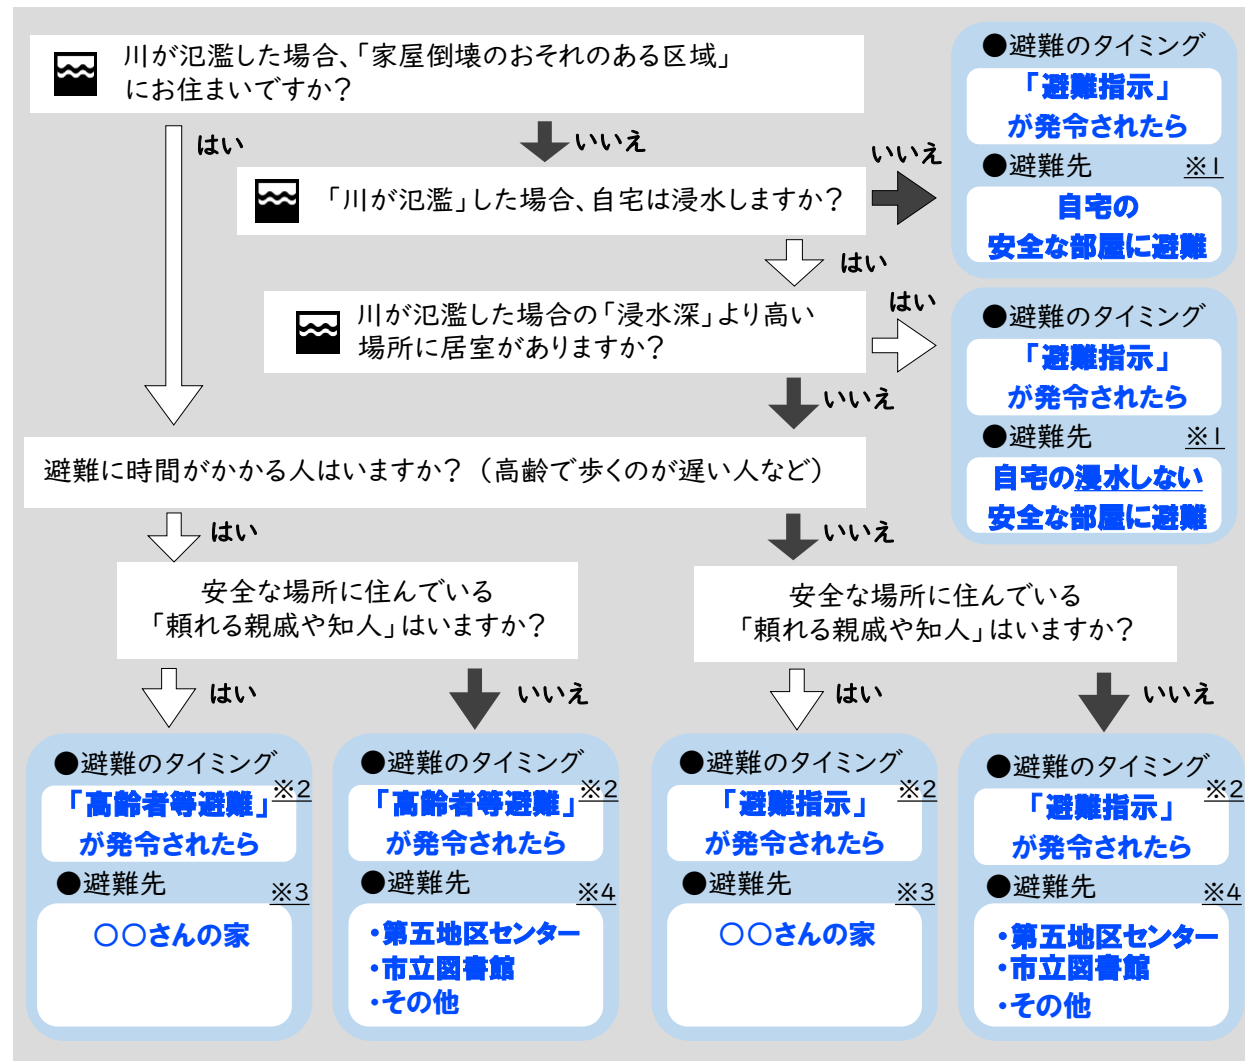 川が氾濫した場合、「家屋倒壊のおそれのある区域」
にお住まいですか？
はい
いいえ
「川が氾濫」した場合、自宅は浸水しますか？
いいえ
●避難のタイミング
「避難指示」
が発令されたら
●避難先 ※1
自宅の
安全な部屋に避難
はい
川が氾濫した場合の「浸水深」より高い
場所に居室がありますか？
はい
●避難のタイミング
「避難指示」
が発令されたら
●避難先 ※1
自宅の浸水しない
安全な部屋に避難
いいえ
避難に時間がかかる人はいますか？（高齢で歩くのが遅い人など）
はい
いいえ
安全な場所に住んでいる
「頼れる親戚や知人」はいますか？
安全な場所に住んでいる
「頼れる親戚や知人」はいますか？
はい
いいえ
はい
いいえ
●避難のタイミング
※2
「高齢者等避難」
が発令されたら
●避難先
※3
○○さんの家
●避難のタイミング
※2
「高齢者等避難」
が発令されたら
●避難先
※4
・第五地区センター
・市立図書館
・その他
●避難のタイミング
※2
「避難指示」
が発令されたら
●避難先
※3
○○さんの家
●避難のタイミング
※2
「避難指示」
が発令されたら
●避難先
※4
・第五地区センター
・市立図書館
・その他